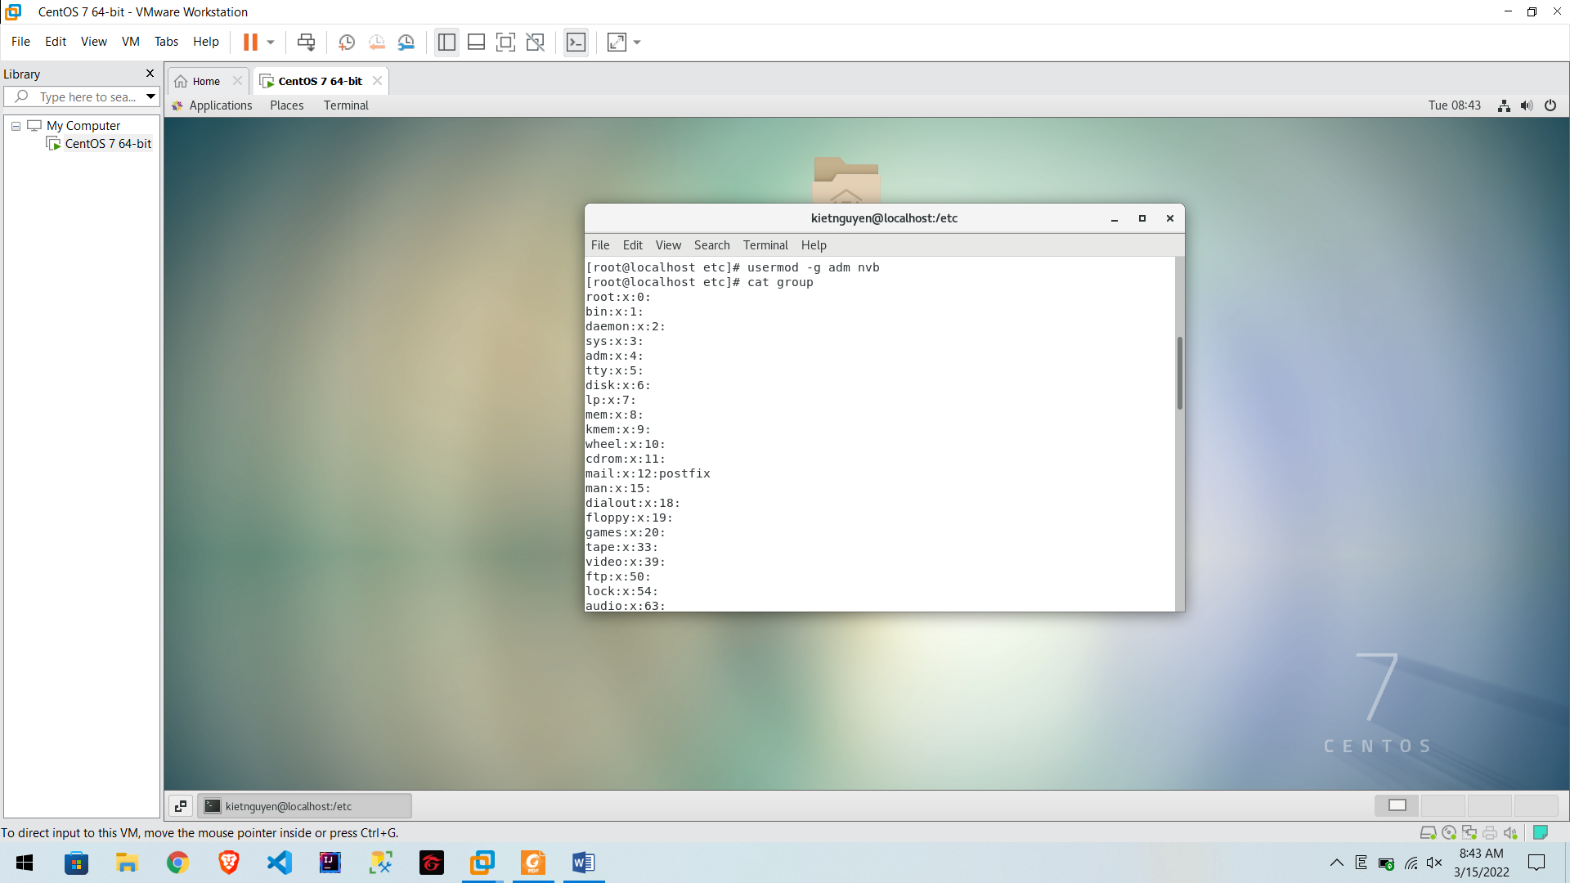 CentOS 7 64-bit - VMware Workstation
File Edit View VM Tabs Help
Library
Type here to sea...
My Computer
CentOS 7 64-bit
Home
CentOS 7 64-bit
Applications Places Terminal
Tue 08:43
kietnguyen@localhost:/etc
File Edit View Search Terminal Help
[root@localhost etc]# usermod -g adm nvb
[root@localhost etc]# cat group
root:x:0:
bin:x:1:
daemon:x:2:
sys:x:3:
adm:x:4:
tty:x:5:
disk:x:6:
lp:x:7:
mem:x:8:
kmem:x:9:
wheel:x:10:
cdrom:x:11:
mail:x:12:postfix
man:x:15:
dialout:x:18:
floppy:x:19:
games:x:20:
tape:x:33:
video:x:39:
ftp:x:50:
lock:x:54:
audio:x:63:
7
CENTOS
kietnguyen@localhost:/etc
To direct input to this VM, move the mouse pointer inside or press Ctrl+G.
E
8:43 AM
3/15/2022